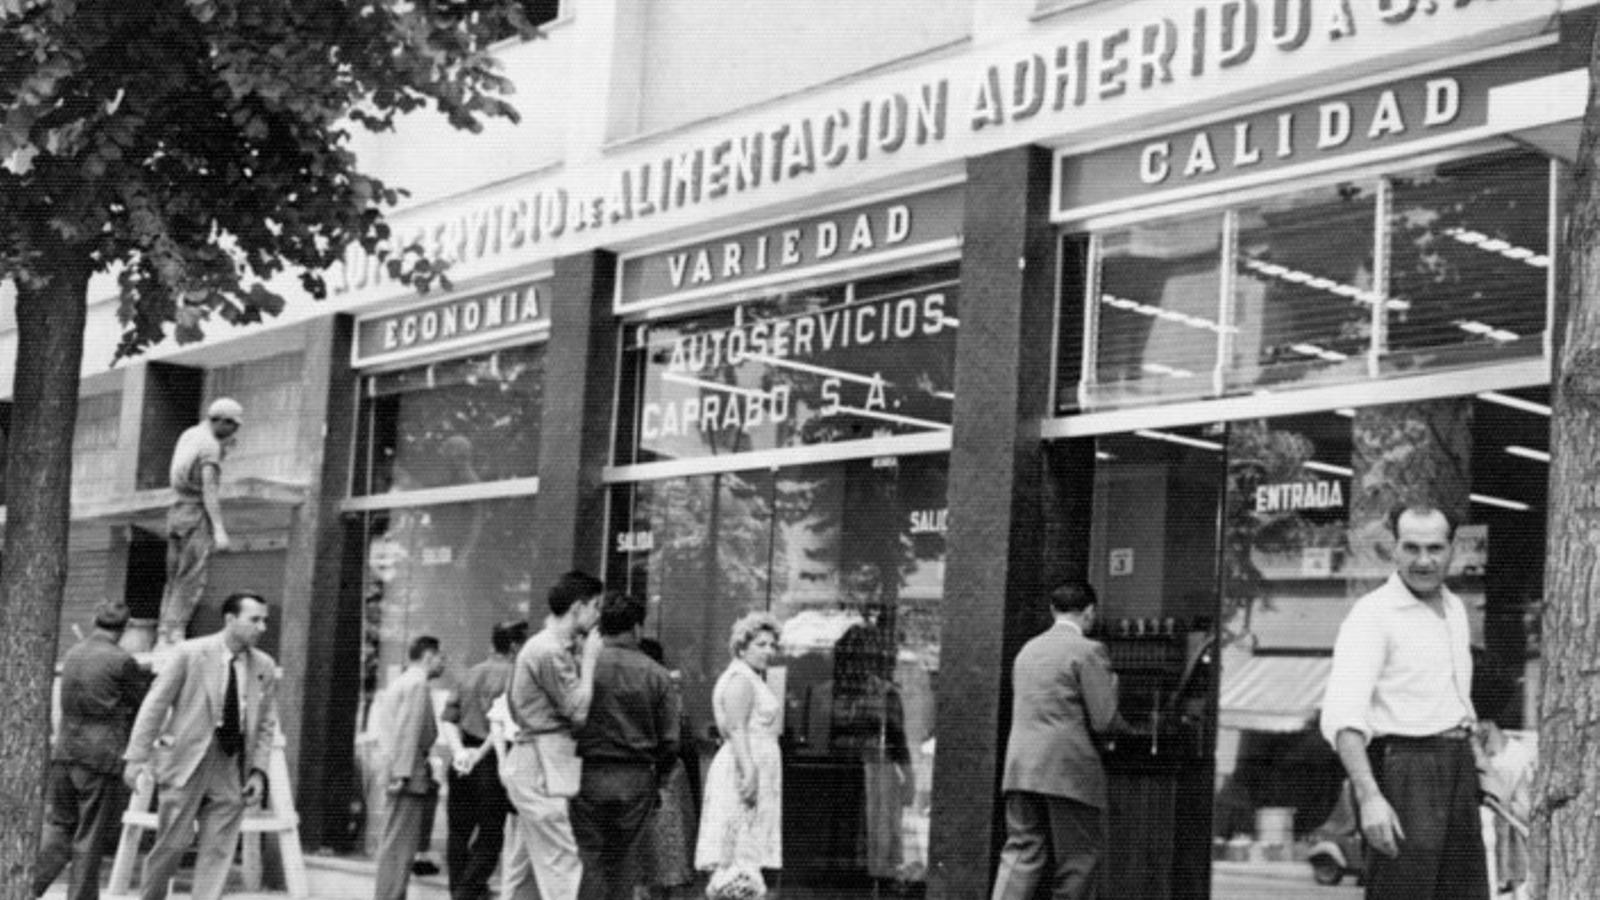 AUTOSERVICIO DE ALIMENTACION ADHERIDO A
ECONOMIA
VARIEDAD
CALIDAD
AUTOSERVICIOS
CAPRABO S A.
ENTRADA
SALIDA
SALIDA